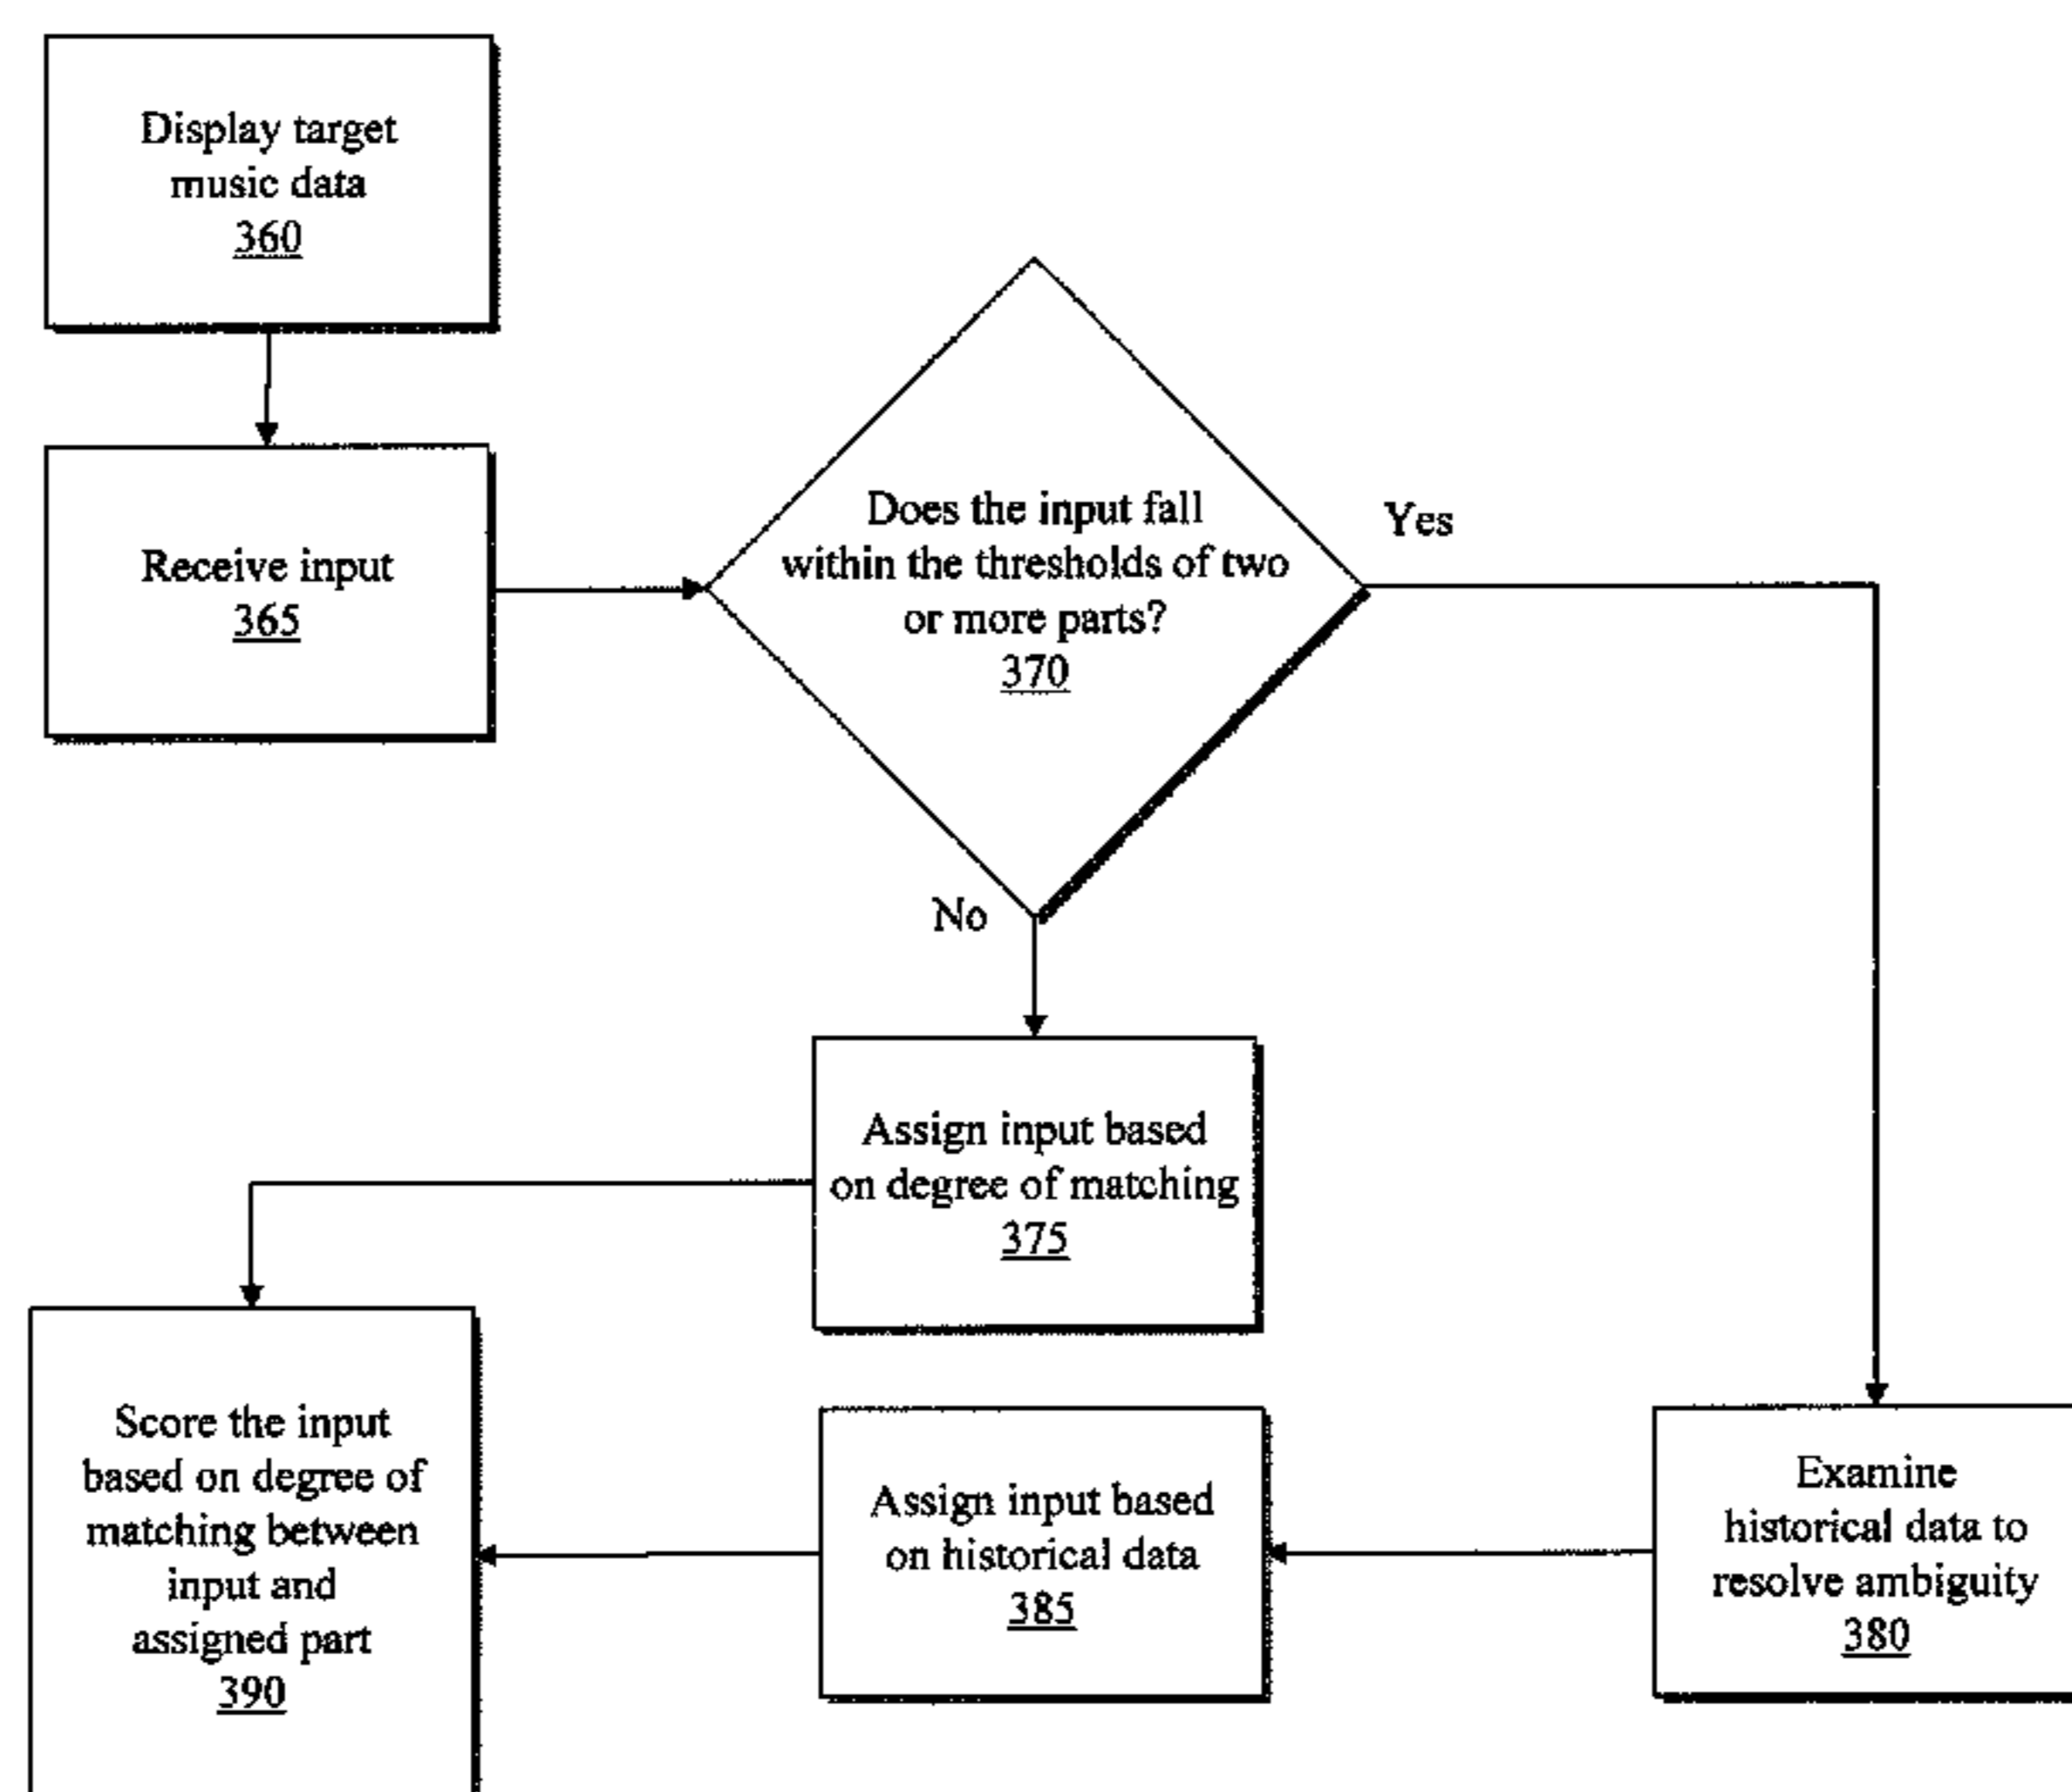 Display target
music data
360
Receive input
365
Does the input fall
within the thresholds of two
or more parts?
370
Yes
No
Assign input based
on degree of matching
375
Score the input
based on degree of
matching between
input and
assigned part
390
Assign input based
on historical data
385
Examine
historical data to
resolve ambiguity
380